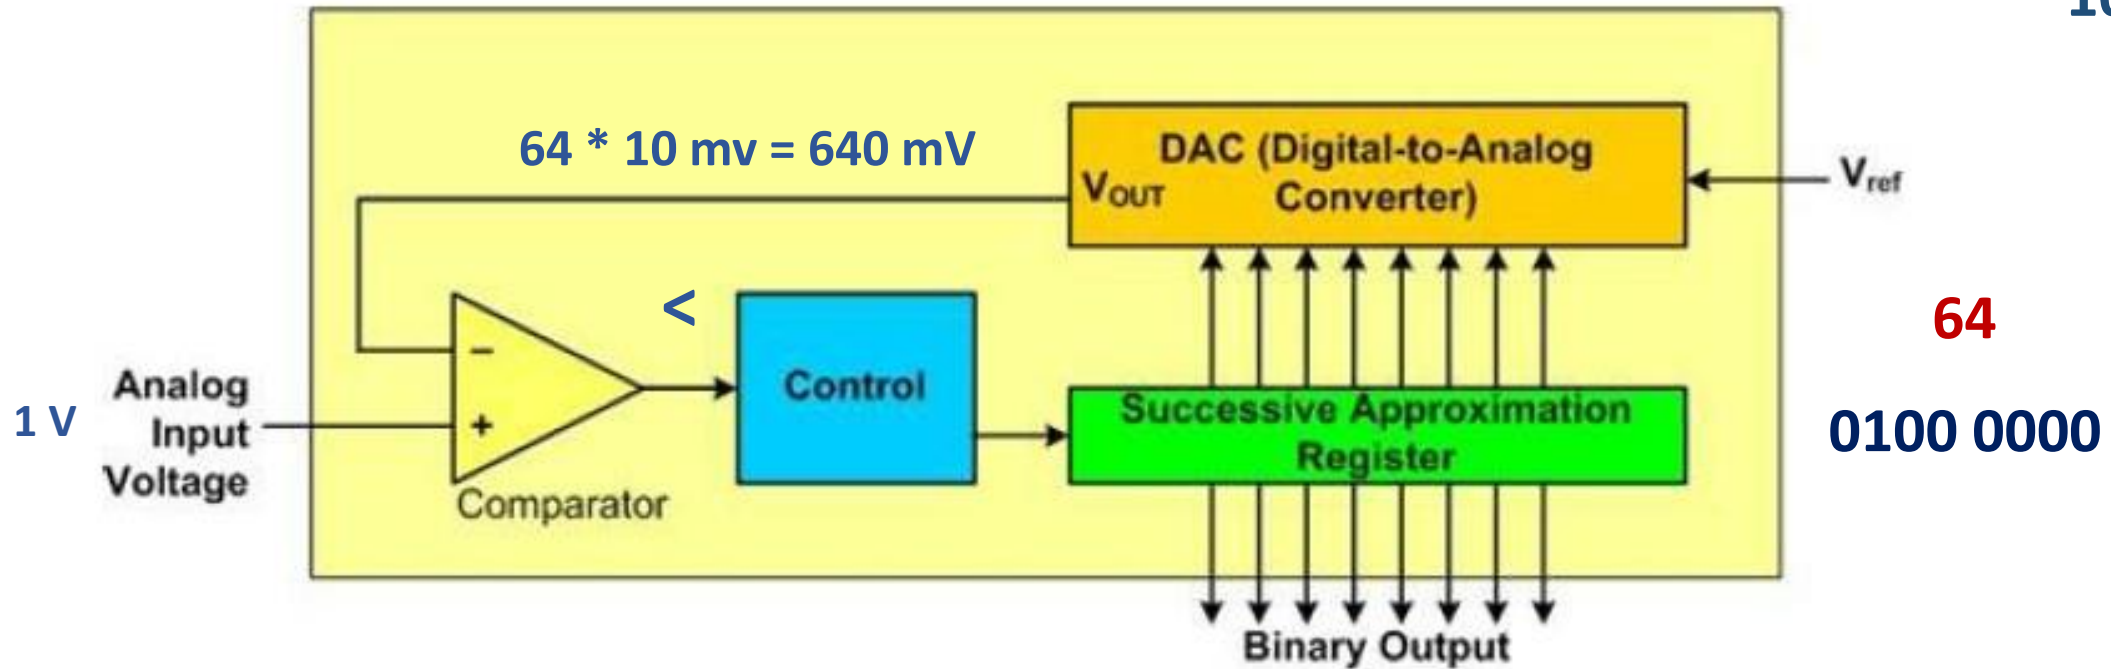 10
64 * 10 mv = 640 mV
DAC (Digital-to-Analog
Converter)
VOUT
Vref
<
64
−
+
Control
Analog
Input
Voltage
1 V
Successive Approximation
Register
0100 0000
Comparator
Binary Output